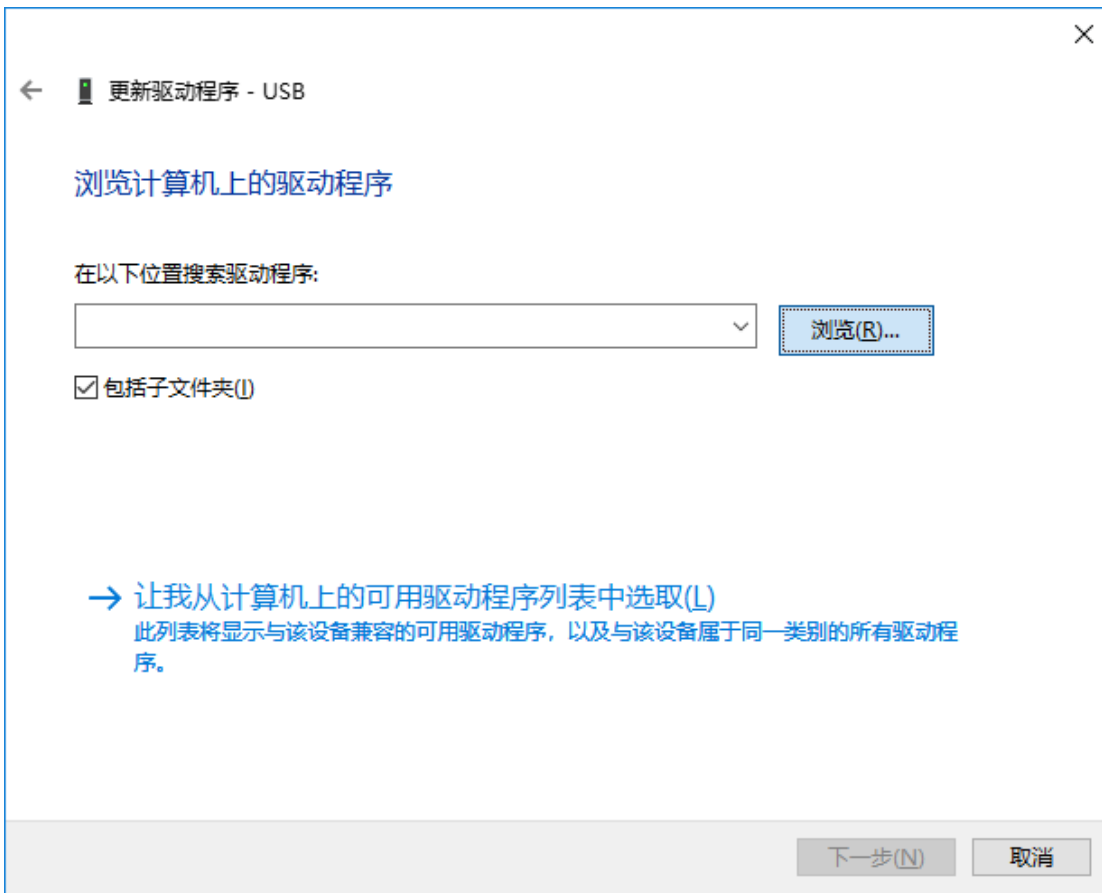 更新驱动程序 - USB
浏览计算机上的驱动程序
在以下位置搜索驱动程序:
浏览(R)...
包括子文件夹(I)
让我从计算机上的可用驱动程序列表中选取(L)
此列表将显示与该设备兼容的可用驱动程序，以及与该设备属于同一类别的所有驱动程
序。
下一步(N)
取消